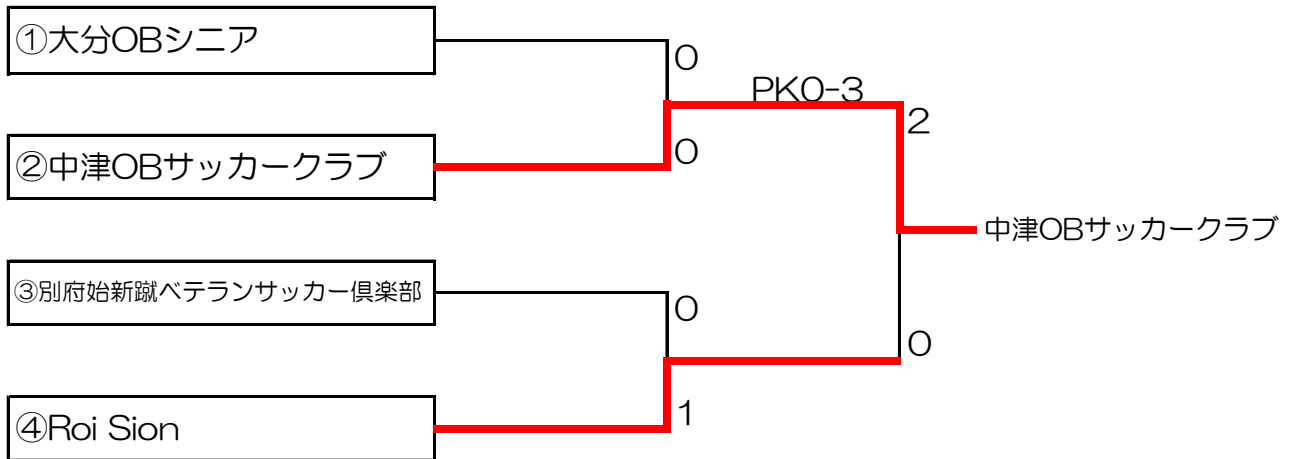 ①大分OBシニア
0
PK0-3
2
②中津OBサッカークラブ
0
中津OBサッカークラブ
③別府始新蹴ベテランサッカー倶楽部
0
0
④Roi Sion
1